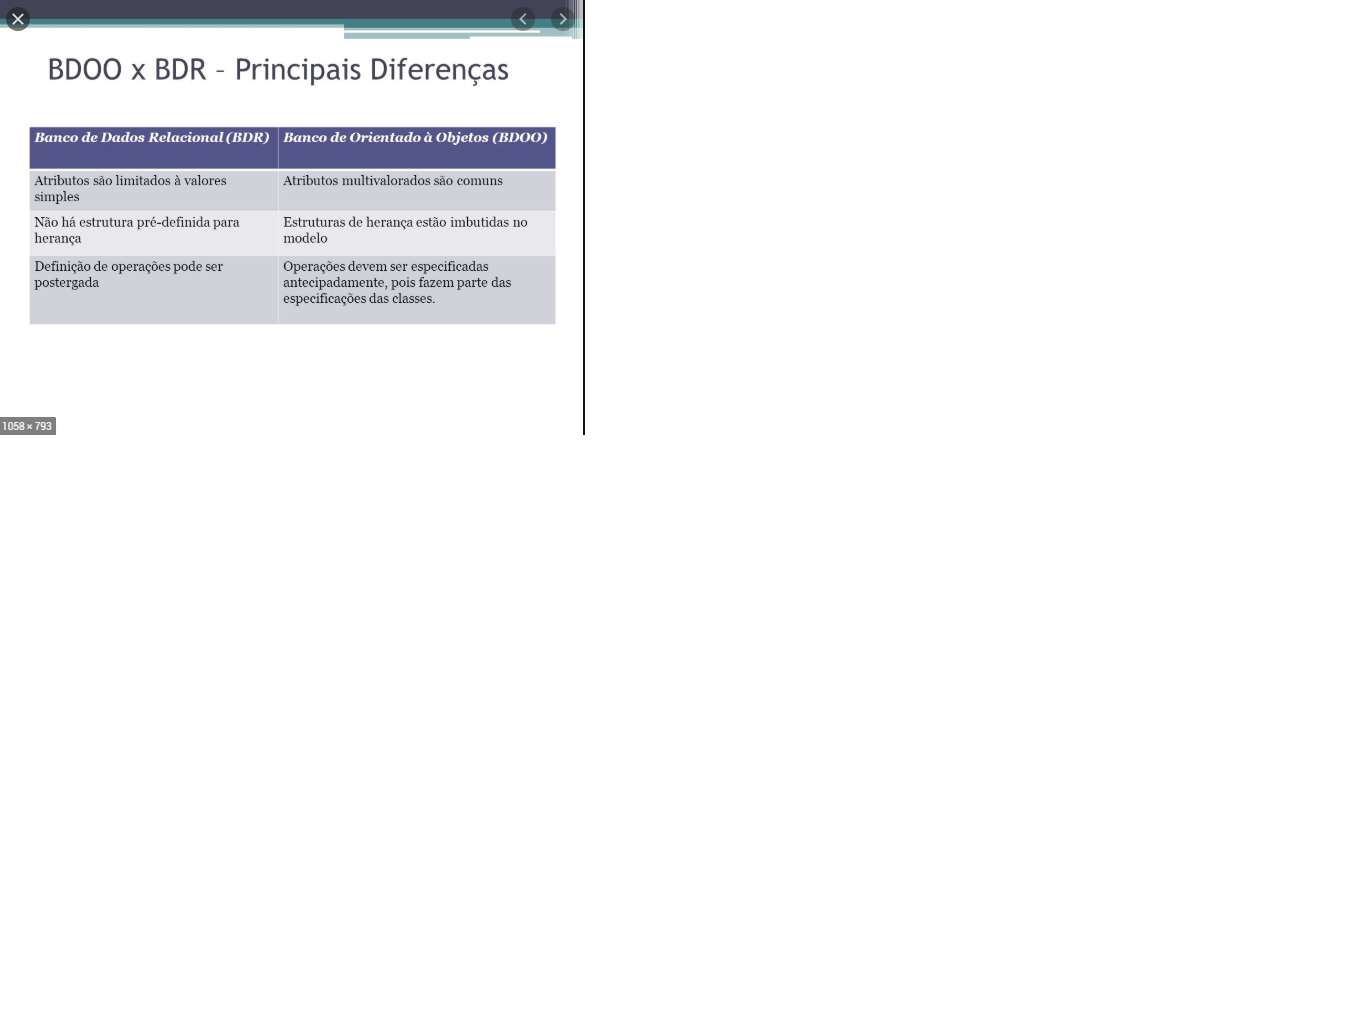 BDOO x BDR – Principais Diferenças
Banco de Dados Relacional (BDR)
Banco de Orientado à Objetos (BDOO)
Atributos são limitados à valores
simples
Atributos multivalorados são comuns
Não há estrutura pré-definida para
herança
Estruturas de herança estão imbutidas no
modelo
Definição de operações pode ser
postergada
Operações devem ser especificadas
antecipadamente, pois fazem parte das
especificações das classes.
1058 × 793